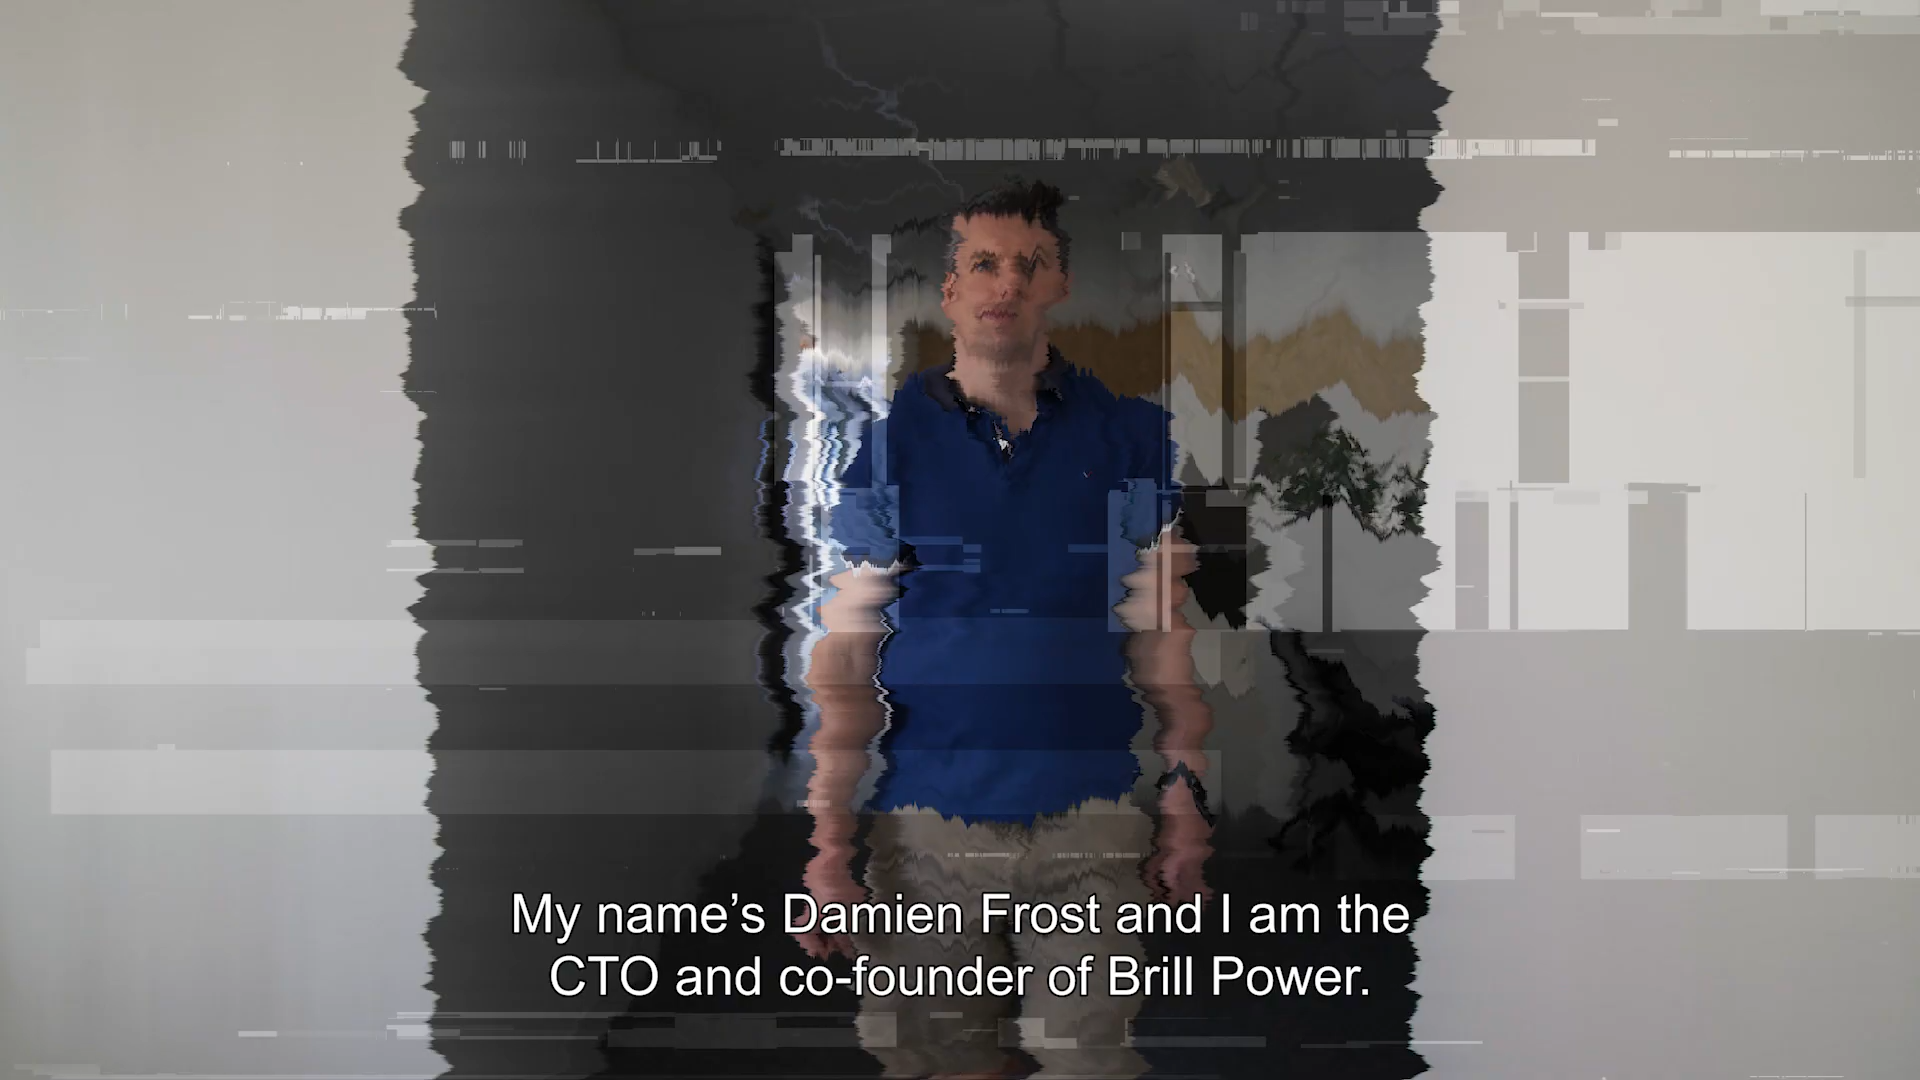 My name’s Damien Frost and I am the
CTO and co-founder of Brill Power.